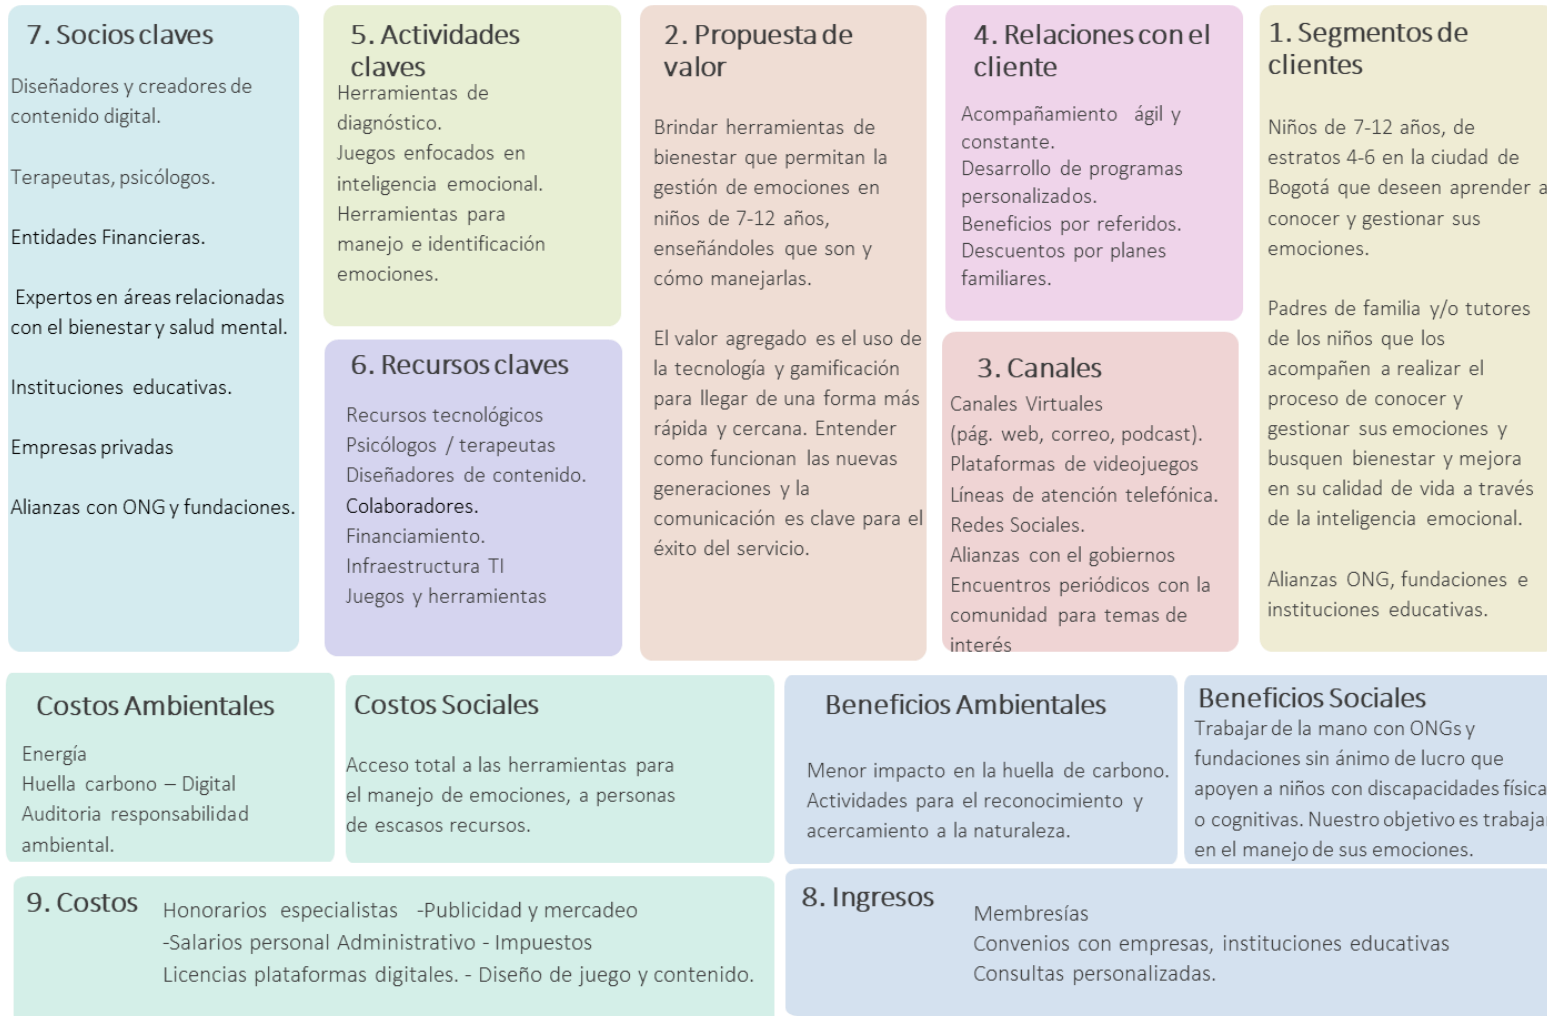 7. Socios claves
Diseñadores y creadores de
contenido digital.
Terapeutas, psicólogos.
Entidades Financieras.
Expertos en áreas relacionadas
con el bienestar y salud mental.
Instituciones educativas.
Empresas privadas
Alianzas con ONG y fundaciones.
5. Actividades
claves
Herramientas de
diagnóstico.
Juegos enfocados en
inteligencia emocional.
Herramientas para
manejo e identificación
emociones.
6. Recursos claves
Recursos tecnológicos
Psicólogos / terapeutas
Diseñadores de contenido.
Colaboradores.
Financiamiento.
Infraestructura TI
Juegos y herramientas
2. Propuesta de
valor
Brindar herramientas de
bienestar que permitan la
gestión de emociones en
niños de 7-12 años,
enseñándoles que son y
cómo manejarlas.
El valor agregado es el uso de
la tecnología y gamificación
para llegar de una forma más
rápida y cercana. Entender
como funcionan las nuevas
generaciones y la
comunicación es clave para el
éxito del servicio.
4. Relaciones con el
cliente
Acompañamiento ágil y
constante.
Desarrollo de programas
personalizados.
Beneficios por referidos.
Descuentos por planes
familiares.
3. Canales
Canales Virtuales
(pág. web, correo, podcast).
Plataformas de videojuegos
Líneas de atención telefónica.
Redes Sociales.
Alianzas con el gobiernos
Encuentros periódicos con la
comunidad para temas de
interés
1. Segmentos de
clientes
Niños de 7-12 años, de
estratos 4-6 en la ciudad de
Bogotá que deseen aprender a
conocer y gestionar sus
emociones.
Padres de familia y/o tutores
de los niños que los
acompañen a realizar el
proceso de conocer y
gestionar sus emociones y
busquen bienestar y mejora
en su calidad de vida a través
de la inteligencia emocional.
Alianzas ONG, fundaciones e
instituciones educativas.
Costos Ambientales
Energía
Huella carbono – Digital
Auditoria responsabilidad
ambiental.
Costos Sociales
Acceso total a las herramientas para
el manejo de emociones, a personas
de escasos recursos.
Beneficios Ambientales
Menor impacto en la huella de carbono.
Actividades para el reconocimiento y
acercamiento a la naturaleza.
Beneficios Sociales
Trabajar de la mano con ONGs y
fundaciones sin ánimo de lucro que
apoyen a niños con discapacidades física
o cognitivas. Nuestro objetivo es trabajar
en el manejo de sus emociones.
9. Costos
Honorarios especialistas -Publicidad y mercadeo
-Salarios personal Administrativo - Impuestos
Licencias plataformas digitales. - Diseño de juego y contenido.
8. Ingresos
Membresías
Convenios con empresas, instituciones educativas
Consultas personalizadas.